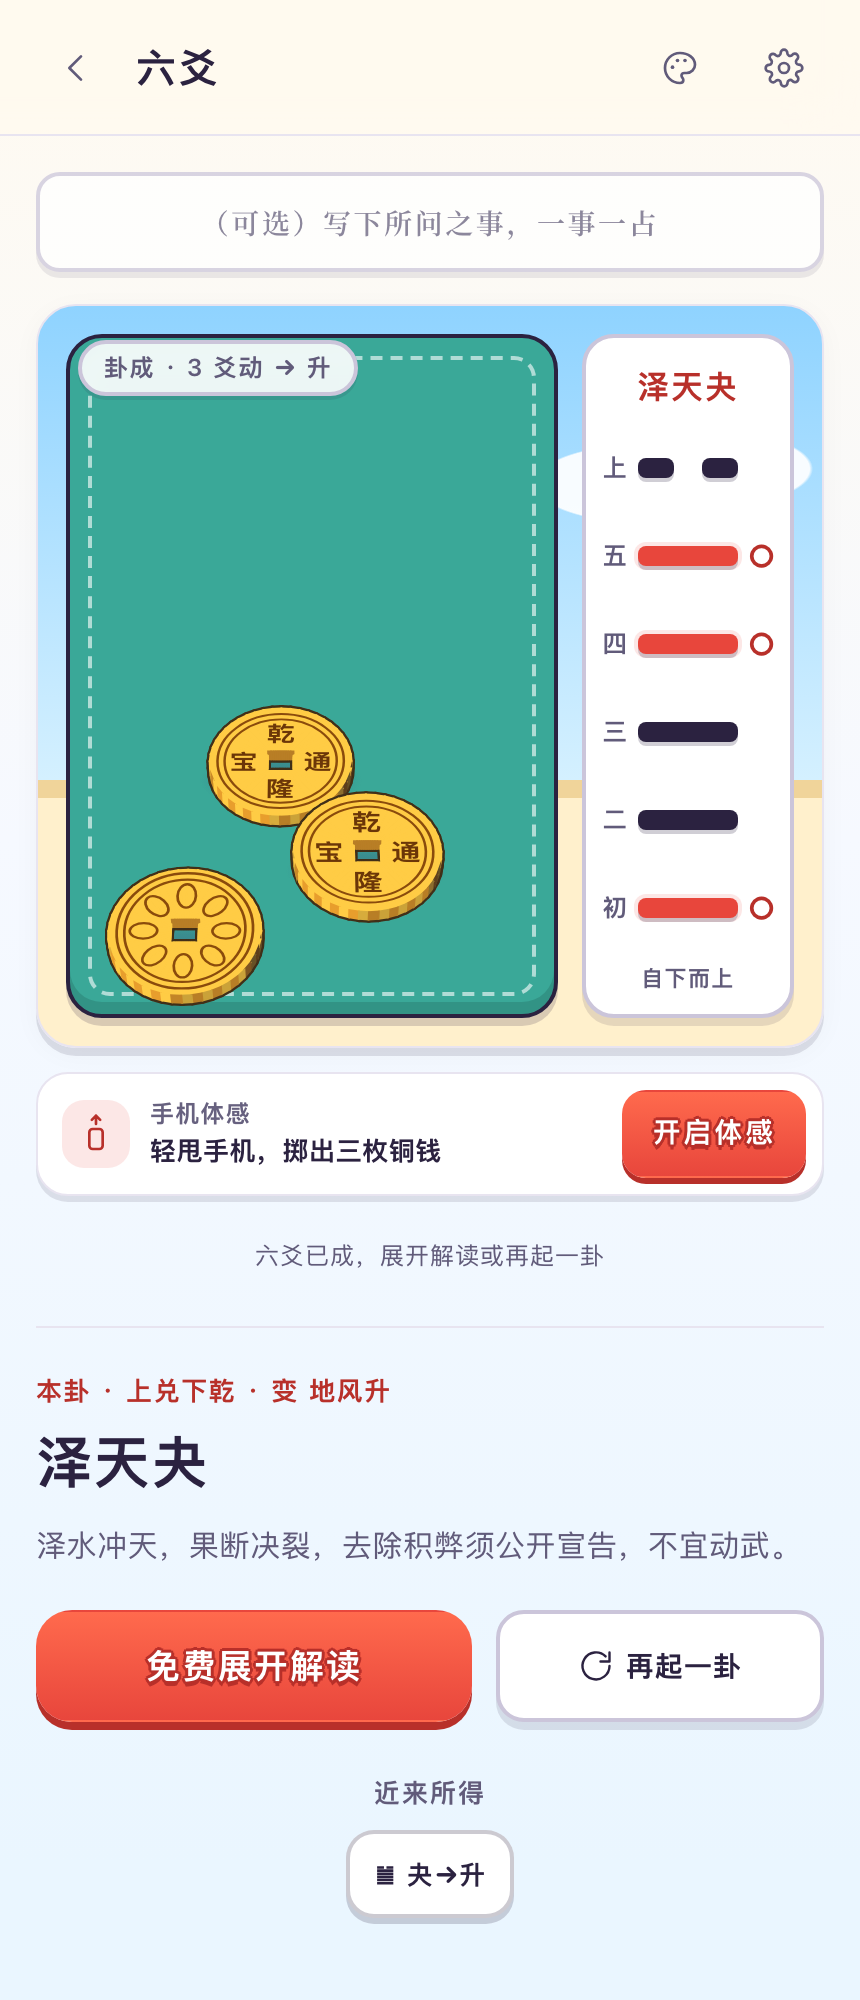 六爻
（可选）写下所问之事，一事一占
卦成 · 3 爻动 → 升
泽天夬
上
五
四
三
二
初
自下而上
乾
宝 通
隆
乾
宝 通
隆
手机体感
轻甩手机，掷出三枚铜钱
开启体感
六爻已成，展开解读或再起一卦
本卦 · 上兑下乾 · 变 地风升
泽天夬
泽水冲天，果断决裂，去除积弊须公开宣告，不宜动武。
免费展开解读
再起一卦
近来所得
䷪ 夬→升